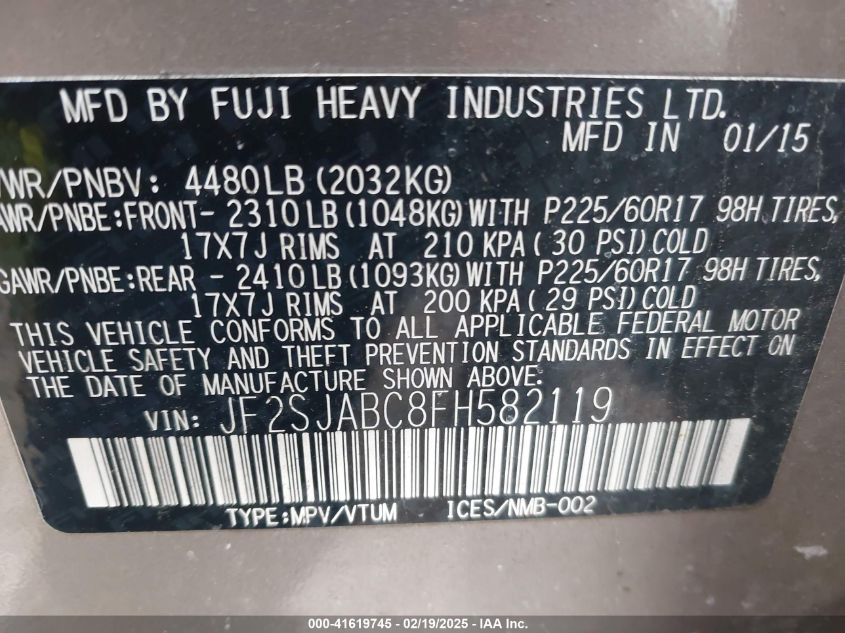 MFD BY FUJI HEAVY INDUSTRIES LTD.
MFD IN 01/15
WR/PNBV: 4480LB (2032KG)
AWR/PNBE:FRONT- 2310LB (1048KG) WITH P225/60R17 98H TIRES,
17X7J RIMS AT 210 KPA ( 30 PSI) COLD
GAWR/PNBE:REAR - 2410LB (1093KG) WITH P225/60R17 98H TIRES,
17X7J RIMS AT 200 KPA ( 29 PSI) COLD
THIS VEHICLE CONFORMS TO ALL APPLICABLE FEDERAL MOTOR
VEHICLE SAFETY AND THEFT PREVENTION STANDARDS IN EFFECT ON
THE DATE OF MANUFACTURE SHOWN ABOVE.
VIN: JF2SJABC8FH582119
TYPE:MPV/VTUM ICES/NMB-002
000-41619745 - 02/19/2025 - IAA, Inc.